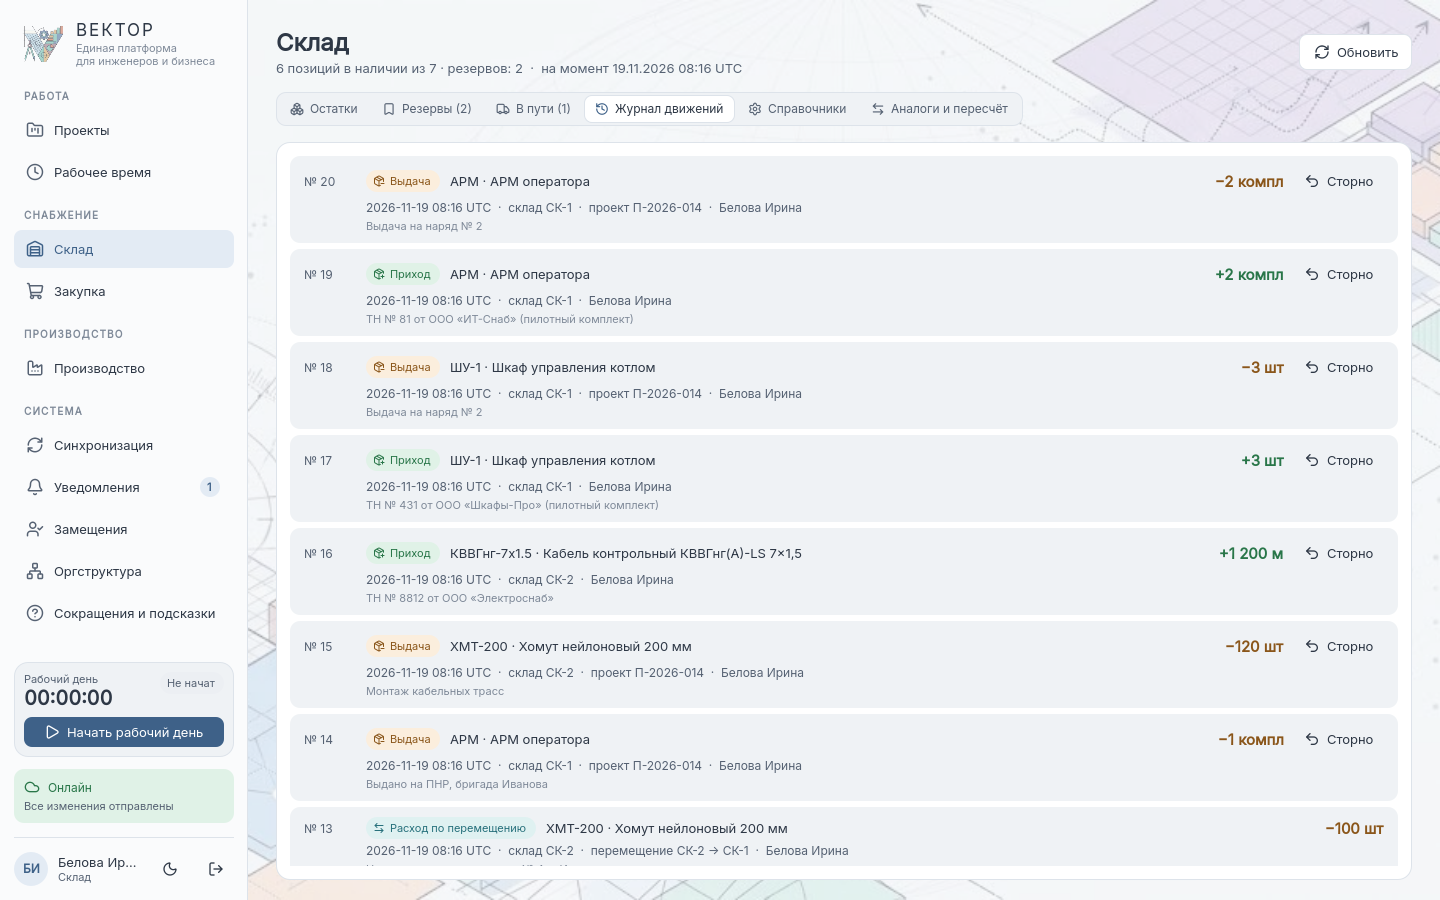 ВЕКТОР
Единая платформа
для инженеров и бизнеса
РАБОТА
Проекты
Рабочее время
СНАБЖЕНИЕ
Склад
Закупка
ПРОИЗВОДСТВО
Производство
СИСТЕМА
Синхронизация
Уведомления 1
Замещения
Оргструктура
Сокращения и подсказки
Рабочий день
Не начат
00:00:00
Начать рабочий день
Онлайн
Все изменения отправлены
БИ
Белова Ир...
Склад
Склад
6 позиций в наличии из 7 · резервов: 2 · на момент 19.11.2026 08:16 UTC
Обновить
Остатки Резервы (2) В пути (1) Журнал движений Справочники Аналоги и пересчёт
№ 20 Выдача АРМ · АРМ оператора −2 компл Сторно
2026-11-19 08:16 UTC · склад СК-1 · проект П-2026-014 · Белова Ирина
Выдача на наряд № 2
№ 19 Приход АРМ · АРМ оператора +2 компл Сторно
2026-11-19 08:16 UTC · склад СК-1 · Белова Ирина
ТН № 81 от ООО «ИТ-Снаб» (пилотный комплект)
№ 18 Выдача ШУ-1 · Шкаф управления котлом −3 шт Сторно
2026-11-19 08:16 UTC · склад СК-1 · проект П-2026-014 · Белова Ирина
Выдача на наряд № 2
№ 17 Приход ШУ-1 · Шкаф управления котлом +3 шт Сторно
2026-11-19 08:16 UTC · склад СК-1 · Белова Ирина
ТН № 431 от ООО «Шкафы-Про» (пилотный комплект)
№ 16 Приход КВВГнг-7x1.5 · Кабель контрольный КВВГнг(А)-LS 7×1,5 +1 200 м Сторно
2026-11-19 08:16 UTC · склад СК-2 · Белова Ирина
ТН № 8812 от ООО «Электроснаб»
№ 15 Выдача ХМТ-200 · Хомут нейлоновый 200 мм −120 шт Сторно
2026-11-19 08:16 UTC · склад СК-2 · проект П-2026-014 · Белова Ирина
Монтаж кабельных трасс
№ 14 Выдача АРМ · АРМ оператора −1 компл Сторно
2026-11-19 08:16 UTC · склад СК-1 · проект П-2026-014 · Белова Ирина
Выдано на ПНР, бригада Иванова
№ 13 Расход по перемещению ХМТ-200 · Хомут нейлоновый 200 мм −100 шт
2026-11-19 08:16 UTC · склад СК-2 · перемещение СК-2 → СК-1 · Белова Ирина